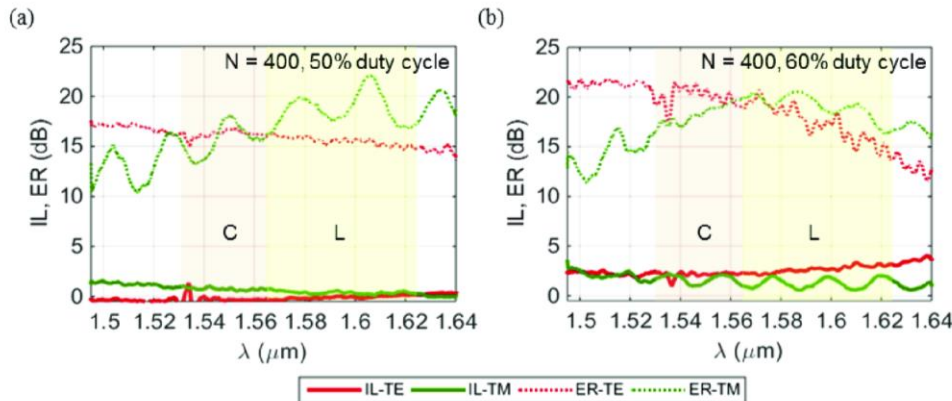 (a)
(b)
N = 400, 50% duty cycle
25
20
15
10
5
0
IL, ER (dB)
C
L
1.5
1.52
1.54
1.56
1.58
1.6
1.62
1.64
λ (μm)
N = 400, 60% duty cycle
25
20
15
10
5
0
IL, ER (dB)
C
L
1.5
1.52
1.54
1.56
1.58
1.6
1.62
1.64
λ (μm)
IL-TE
IL-TM
ER-TE
ER-TM